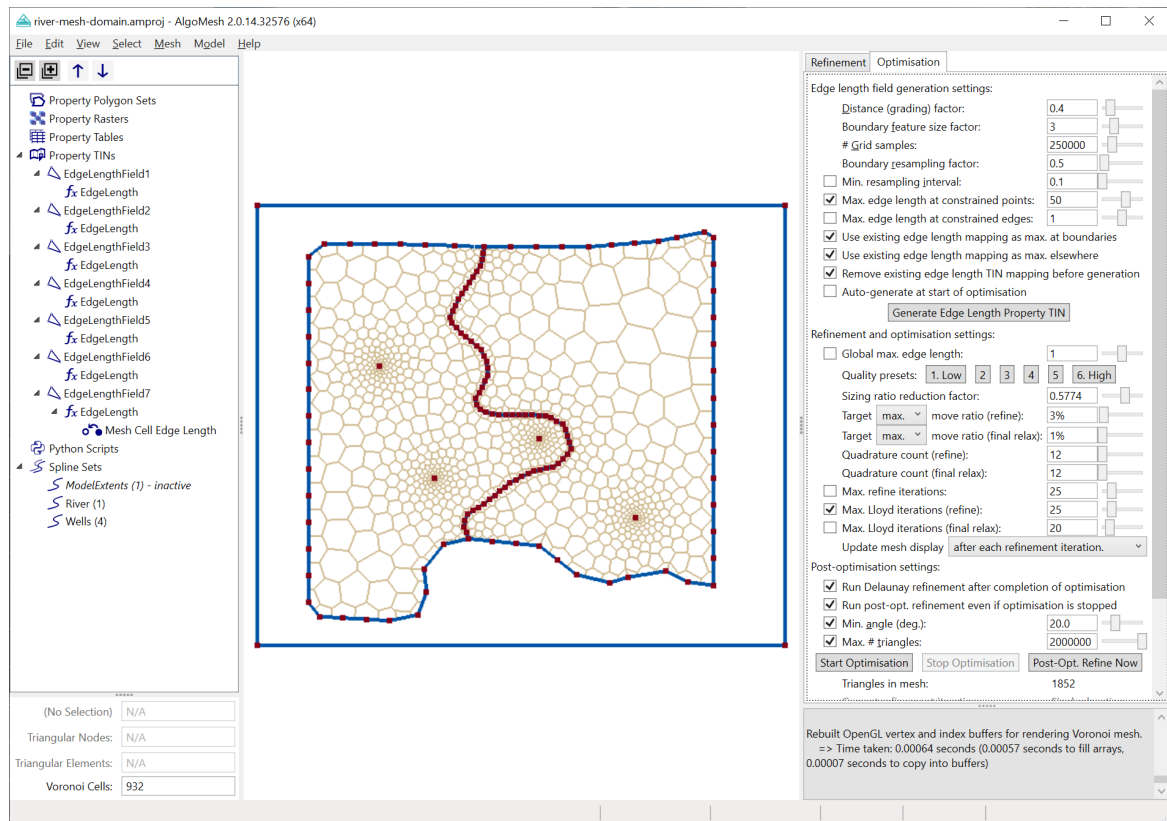 river-mesh-domain.amproj - AlgoMesh 2.0.14.32576 (x64)
File Edit View Select Mesh Model Help
Property Polygon Sets
Property Rasters
Property Tables
Property TINs
EdgeLengthField1
fx EdgeLength
EdgeLengthField2
fx EdgeLength
EdgeLengthField3
fx EdgeLength
EdgeLengthField4
fx EdgeLength
EdgeLengthField5
fx EdgeLength
EdgeLengthField6
fx EdgeLength
EdgeLengthField7
fx EdgeLength
Mesh Cell Edge Length
Python Scripts
Spline Sets
ModelExtents (1) - inactive
River (1)
Wells (4)
(No Selection) N/A
Triangular Nodes: N/A
Triangular Elements: N/A
Voronoi Cells: 932
Refinement Optimisation
Edge length field generation settings:
Distance (grading) factor: 0.4
Boundary feature size factor: 3
# Grid samples: 250000
Boundary resampling factor: 0.5
Min. resampling interval: 0.1
Max. edge length at constrained points: 50
Max. edge length at constrained edges: 1
Use existing edge length mapping as max. at boundaries
Use existing edge length mapping as max. elsewhere
Remove existing edge length TIN mapping before generation
Auto-generate at start of optimisation
Generate Edge Length Property TIN
Refinement and optimisation settings:
Global max. edge length: 1
Quality presets: 1. Low 2 3 4 5 6. High
Sizing ratio reduction factor: 0.5774
Target max. move ratio (refine): 3%
Target max. move ratio (final relax): 1%
Quadrature count (refine): 12
Quadrature count (final relax): 12
Max. refine iterations: 25
Max. Lloyd iterations (refine): 25
Max. Lloyd iterations (final relax): 20
Update mesh display after each refinement iteration.
Post-optimisation settings:
Run Delaunay refinement after completion of optimisation
Run post-opt. refinement even if optimisation is stopped
Min. angle (deg.): 20.0
Max. # triangles: 2000000
Start Optimisation Stop Optimisation Post-Opt. Refine Now
Triangles in mesh: 1852
Rebuilt OpenGL vertex and index buffers for rendering Voronoi mesh.
=> Time taken: 0.00064 seconds (0.00057 seconds to fill arrays,
0.00007 seconds to copy into buffers)